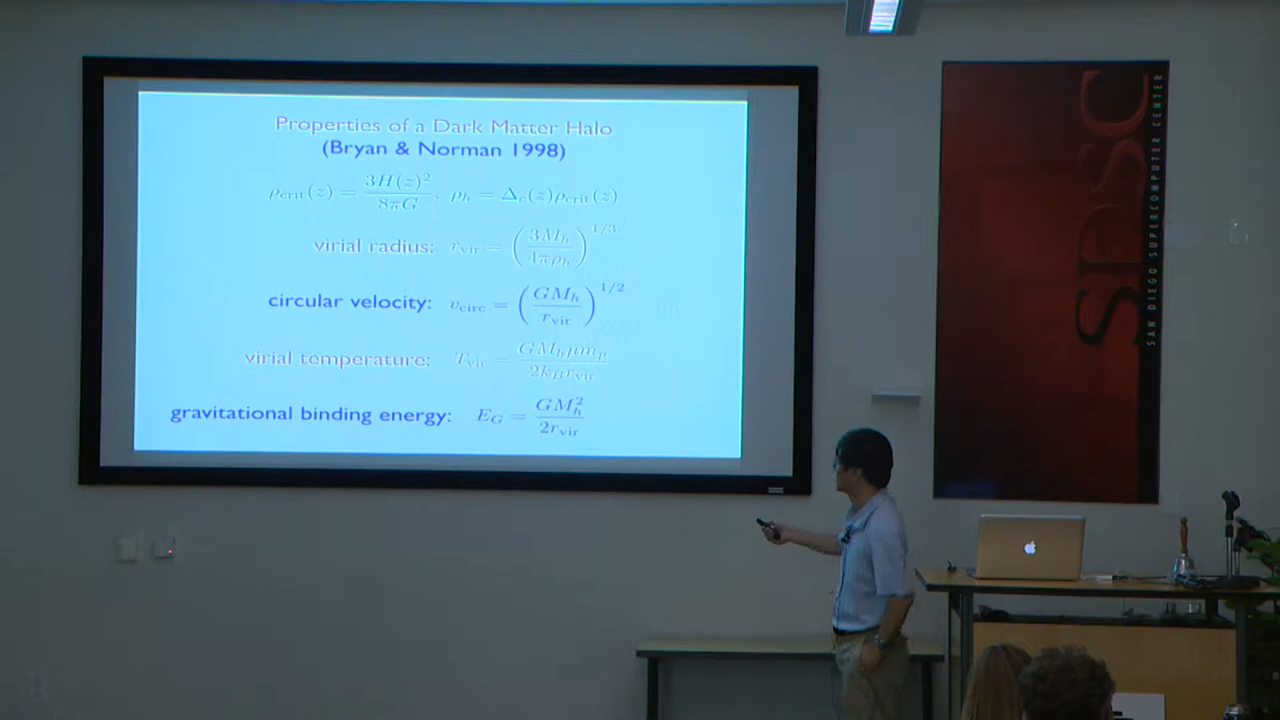 Properties of a Dark Matter Halo
(Bryan & Norman 1998)
ρcrit(z) = 3H(z)² / 8πG, ρh = Δc(z)ρcrit(z)
virial radius: rvir = (3Mh / 4πρh)^1/3
circular velocity: vcirc = (GMh / rvir)^1/2
virial temperature: Tvir = GMhμmp / 2kBrvir
gravitational binding energy: EG = GMh² / 2rvir
SDSC
SAN DIEGO SUPERCOMPUTER CENTER